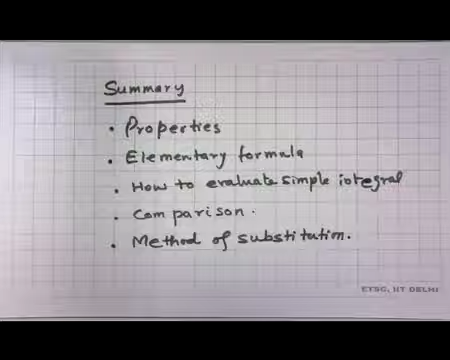 Summary
• Properties
• Elementary formula
• How to evaluate simple integral
• Comparison.
• Method of substitution.
ETSC, IIT DELHI